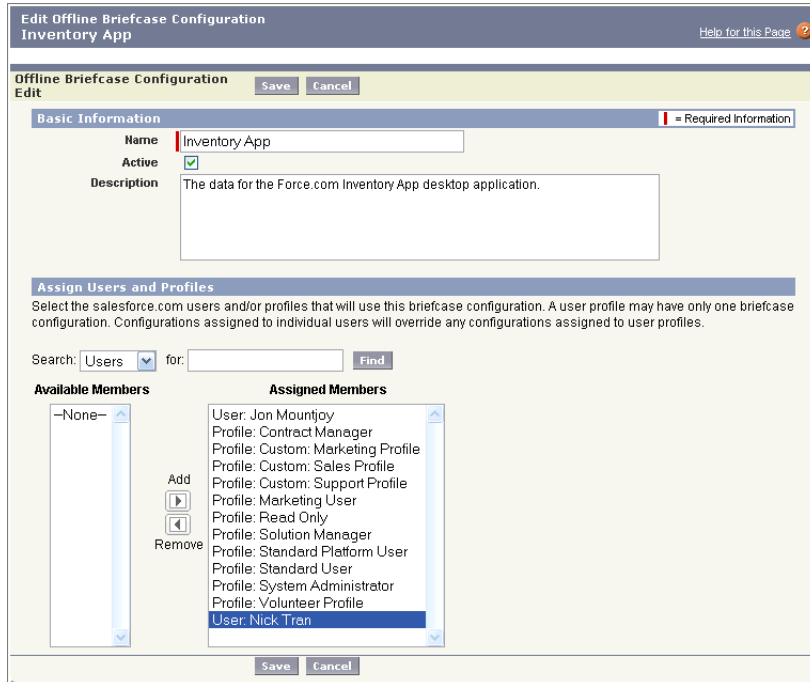 Edit Offline Briefcase Configuration
Inventory App
Help for this Page ?
Offline Briefcase Configuration
Edit
Save Cancel
Basic Information
= Required Information
Name Inventory App
Active
Description The data for the Force.com Inventory App desktop application.
Assign Users and Profiles
Select the salesforce.com users and/or profiles that will use this briefcase configuration. A user profile may have only one briefcase
configuration. Configurations assigned to individual users will override any configurations assigned to user profiles.
Search: Users for: Find
Available Members Assigned Members
--None--
User: Jon Mountjoy
Profile: Contract Manager
Profile: Custom: Marketing Profile
Profile: Custom: Sales Profile
Profile: Custom: Support Profile
Profile: Marketing User
Profile: Read Only
Profile: Solution Manager
Profile: Standard Platform User
Profile: Standard User
Profile: System Administrator
Profile: Volunteer Profile
User: Nick Tran
Add
Remove
Save Cancel